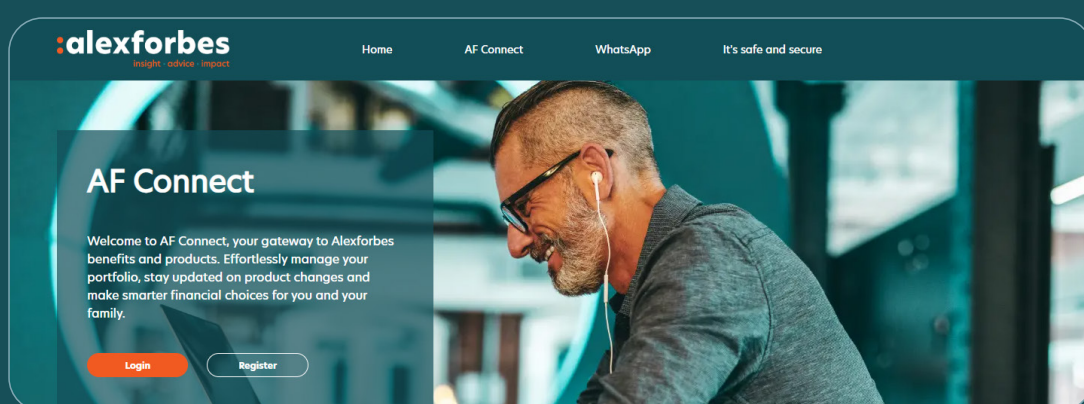 :alexforbes
insight · advice · impact
Home
AF Connect
WhatsApp
It's safe and secure
AF Connect
Welcome to AF Connect, your gateway to Alexforbes
benefits and products. Effortlessly manage your
portfolio, stay updated on product changes and
make smarter financial choices for you and your
family.
Login
Register